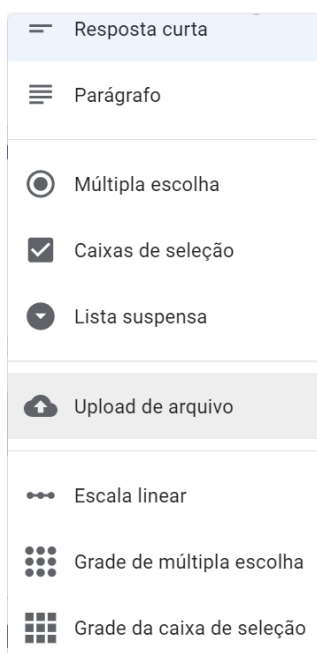 Resposta curta
Parágrafo
Múltipla escolha
Caixas de seleção
Lista suspensa
Upload de arquivo
Escala linear
Grade de múltipla escolha
Grade da caixa de seleção